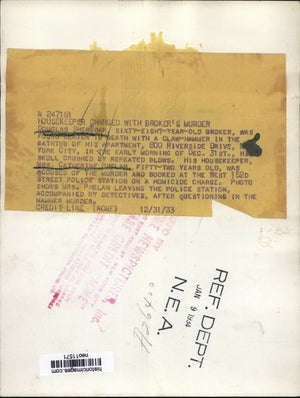 N 247161
HOUSEKEEPER CHARGED WITH BROKER'S MURDER
DOUGLAS SHERIDAN, SIXTY-EIGHT-YEAR-OLD BROKER, WAS
DEATH WITH A CLAW-HAMMER IN THE
BATHTUB OF HIS APARTMENT, 800 RIVERSIDE DRIVE, NEW
YORK CITY, IN THE EARLY MORNING OF DEC. 31ST. HIS
SKULL CRUSHED BY REPEATED BLOWS. HIS HOUSEKEEPER,
MRS. CATHERINE PHELAN, FIFTY-TWO YEARS OLD, WAS
ACCUSED OF THE MURDER AND BOOKED AT THE WEST 152D
STREET POLICE STATION ON A HOMICIDE CHARGE. PHOTO
SHOWS MRS. PHELAN LEAVING THE POLICE STATION,
ACCOMPANIED BY DETECTIVES, AFTER QUESTIONING IN THE
HAMMER MURDER.
CREDIT LINE (ACME) 12/31/33
REF. DEPT.
JAN 9 1934
N. E. A.
historicimages.com
neo11571